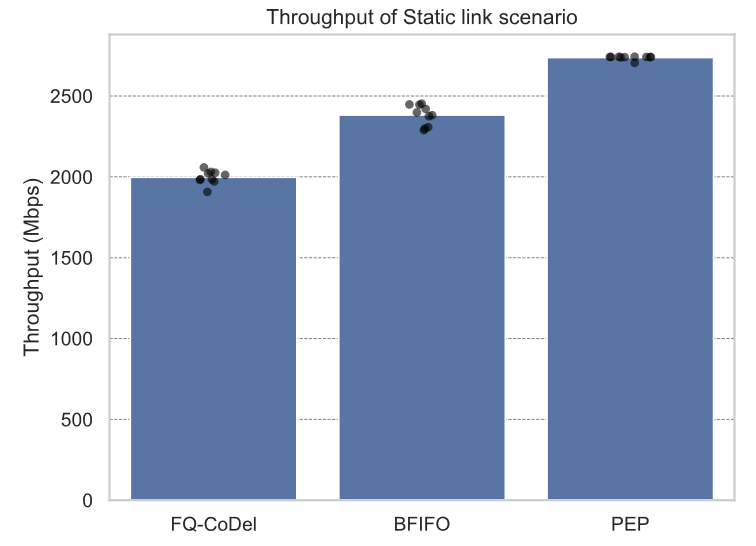 Throughput of Static link scenario
Throughput (Mbps)
2500
2000
1500
1000
500
0
FQ-CoDel
BFIFO
PEP